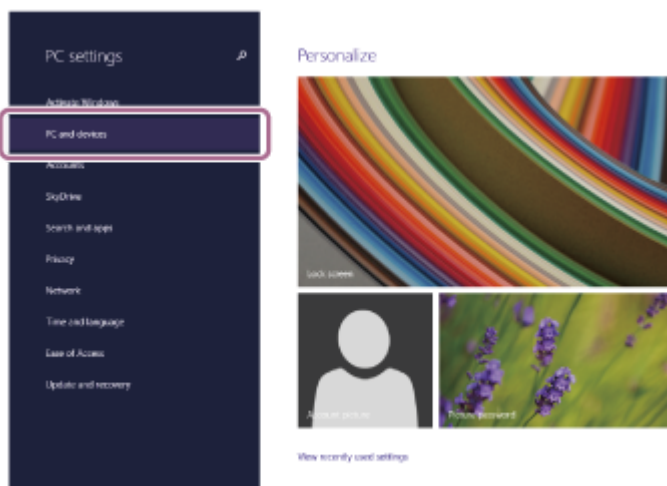 PC settings
Activate Windows
PC and devices
Accounts
SkyDrive
Search and apps
Privacy
Network
Time and language
Ease of Access
Update and recovery
Personalize
Lock screen
Account picture
Picture password
View recently used settings